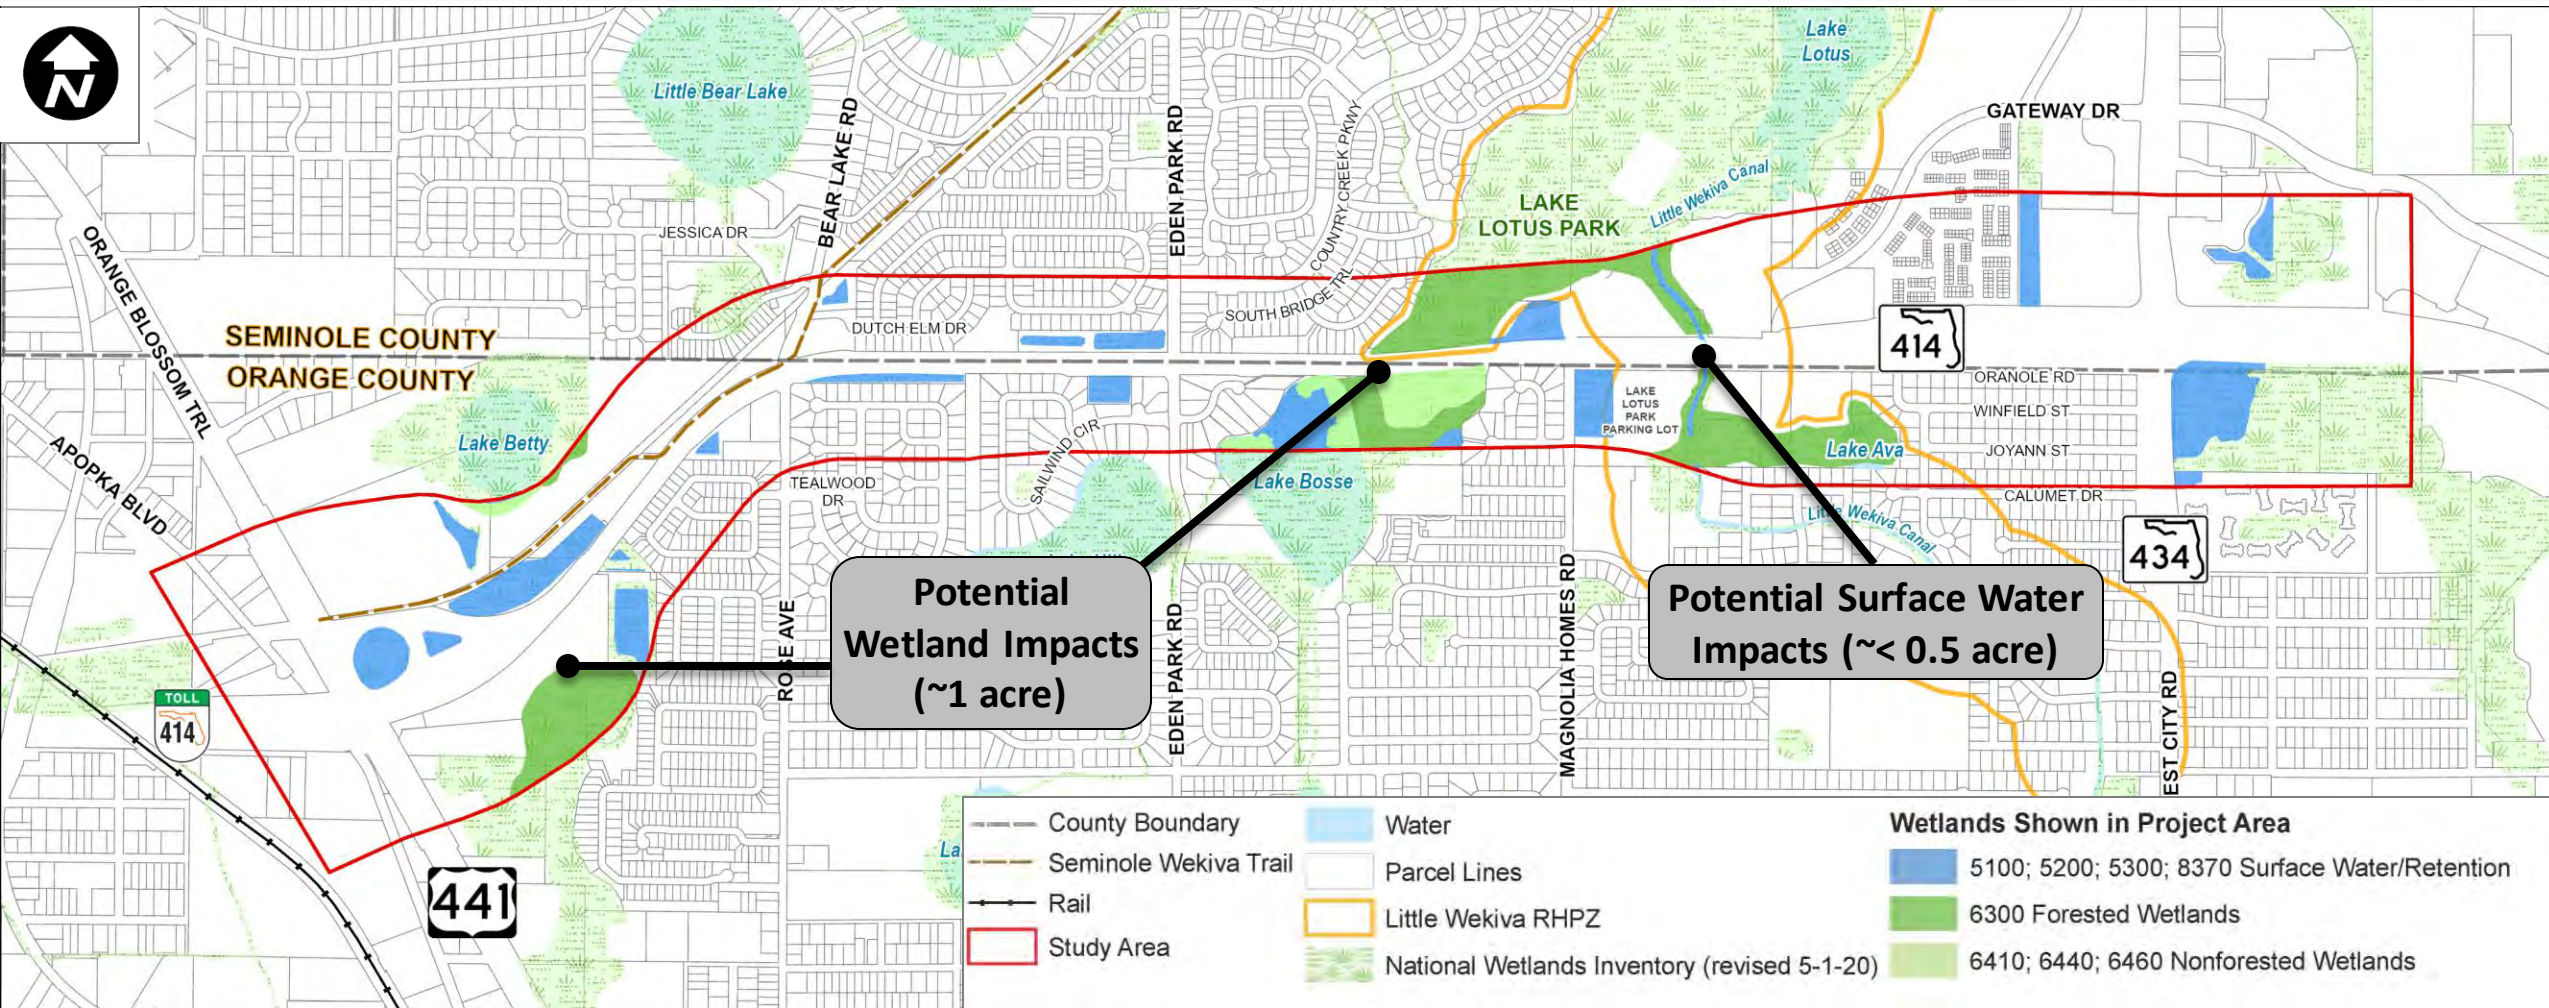 N
Little Bear Lake
Lake
Lotus
GATEWAY DR
BEAR LAKE RD
EDEN PARK RD
COUNTRY CREEK PKWY
Little Wekiva Canal
LAKE
LOTUS PARK
JESSICA DR
ORANGE BLOSSOM TRL
SOUTH BRIDGE TRL
DUTCH ELM DR
SEMINOLE COUNTY
ORANGE COUNTY
414
ORANOLE RD
WINFIELD ST
JOYANN ST
CALUMET DR
LAKE
LOTUS
PARK
PARKING LOT
Lake Betty
APOPKA BLVD
SAILWIND CIR
Lake Ava
TEALWOOD
DR
Lake Bosse
Little Wekiva Canal
434
Potential
Wetland Impacts
(~1 acre)
Potential Surface Water
Impacts (~< 0.5 acre)
ROSE AVE
EDEN PARK RD
MAGNOLIA HOMES RD
EST CITY RD
TOLL
414
441
La
County Boundary
Seminole Wekiva Trail
Rail
Study Area
Water
Parcel Lines
Little Wekiva RHPZ
National Wetlands Inventory (revised 5-1-20)
Wetlands Shown in Project Area
5100; 5200; 5300; 8370 Surface Water/Retention
6300 Forested Wetlands
6410; 6440; 6460 Nonforested Wetlands